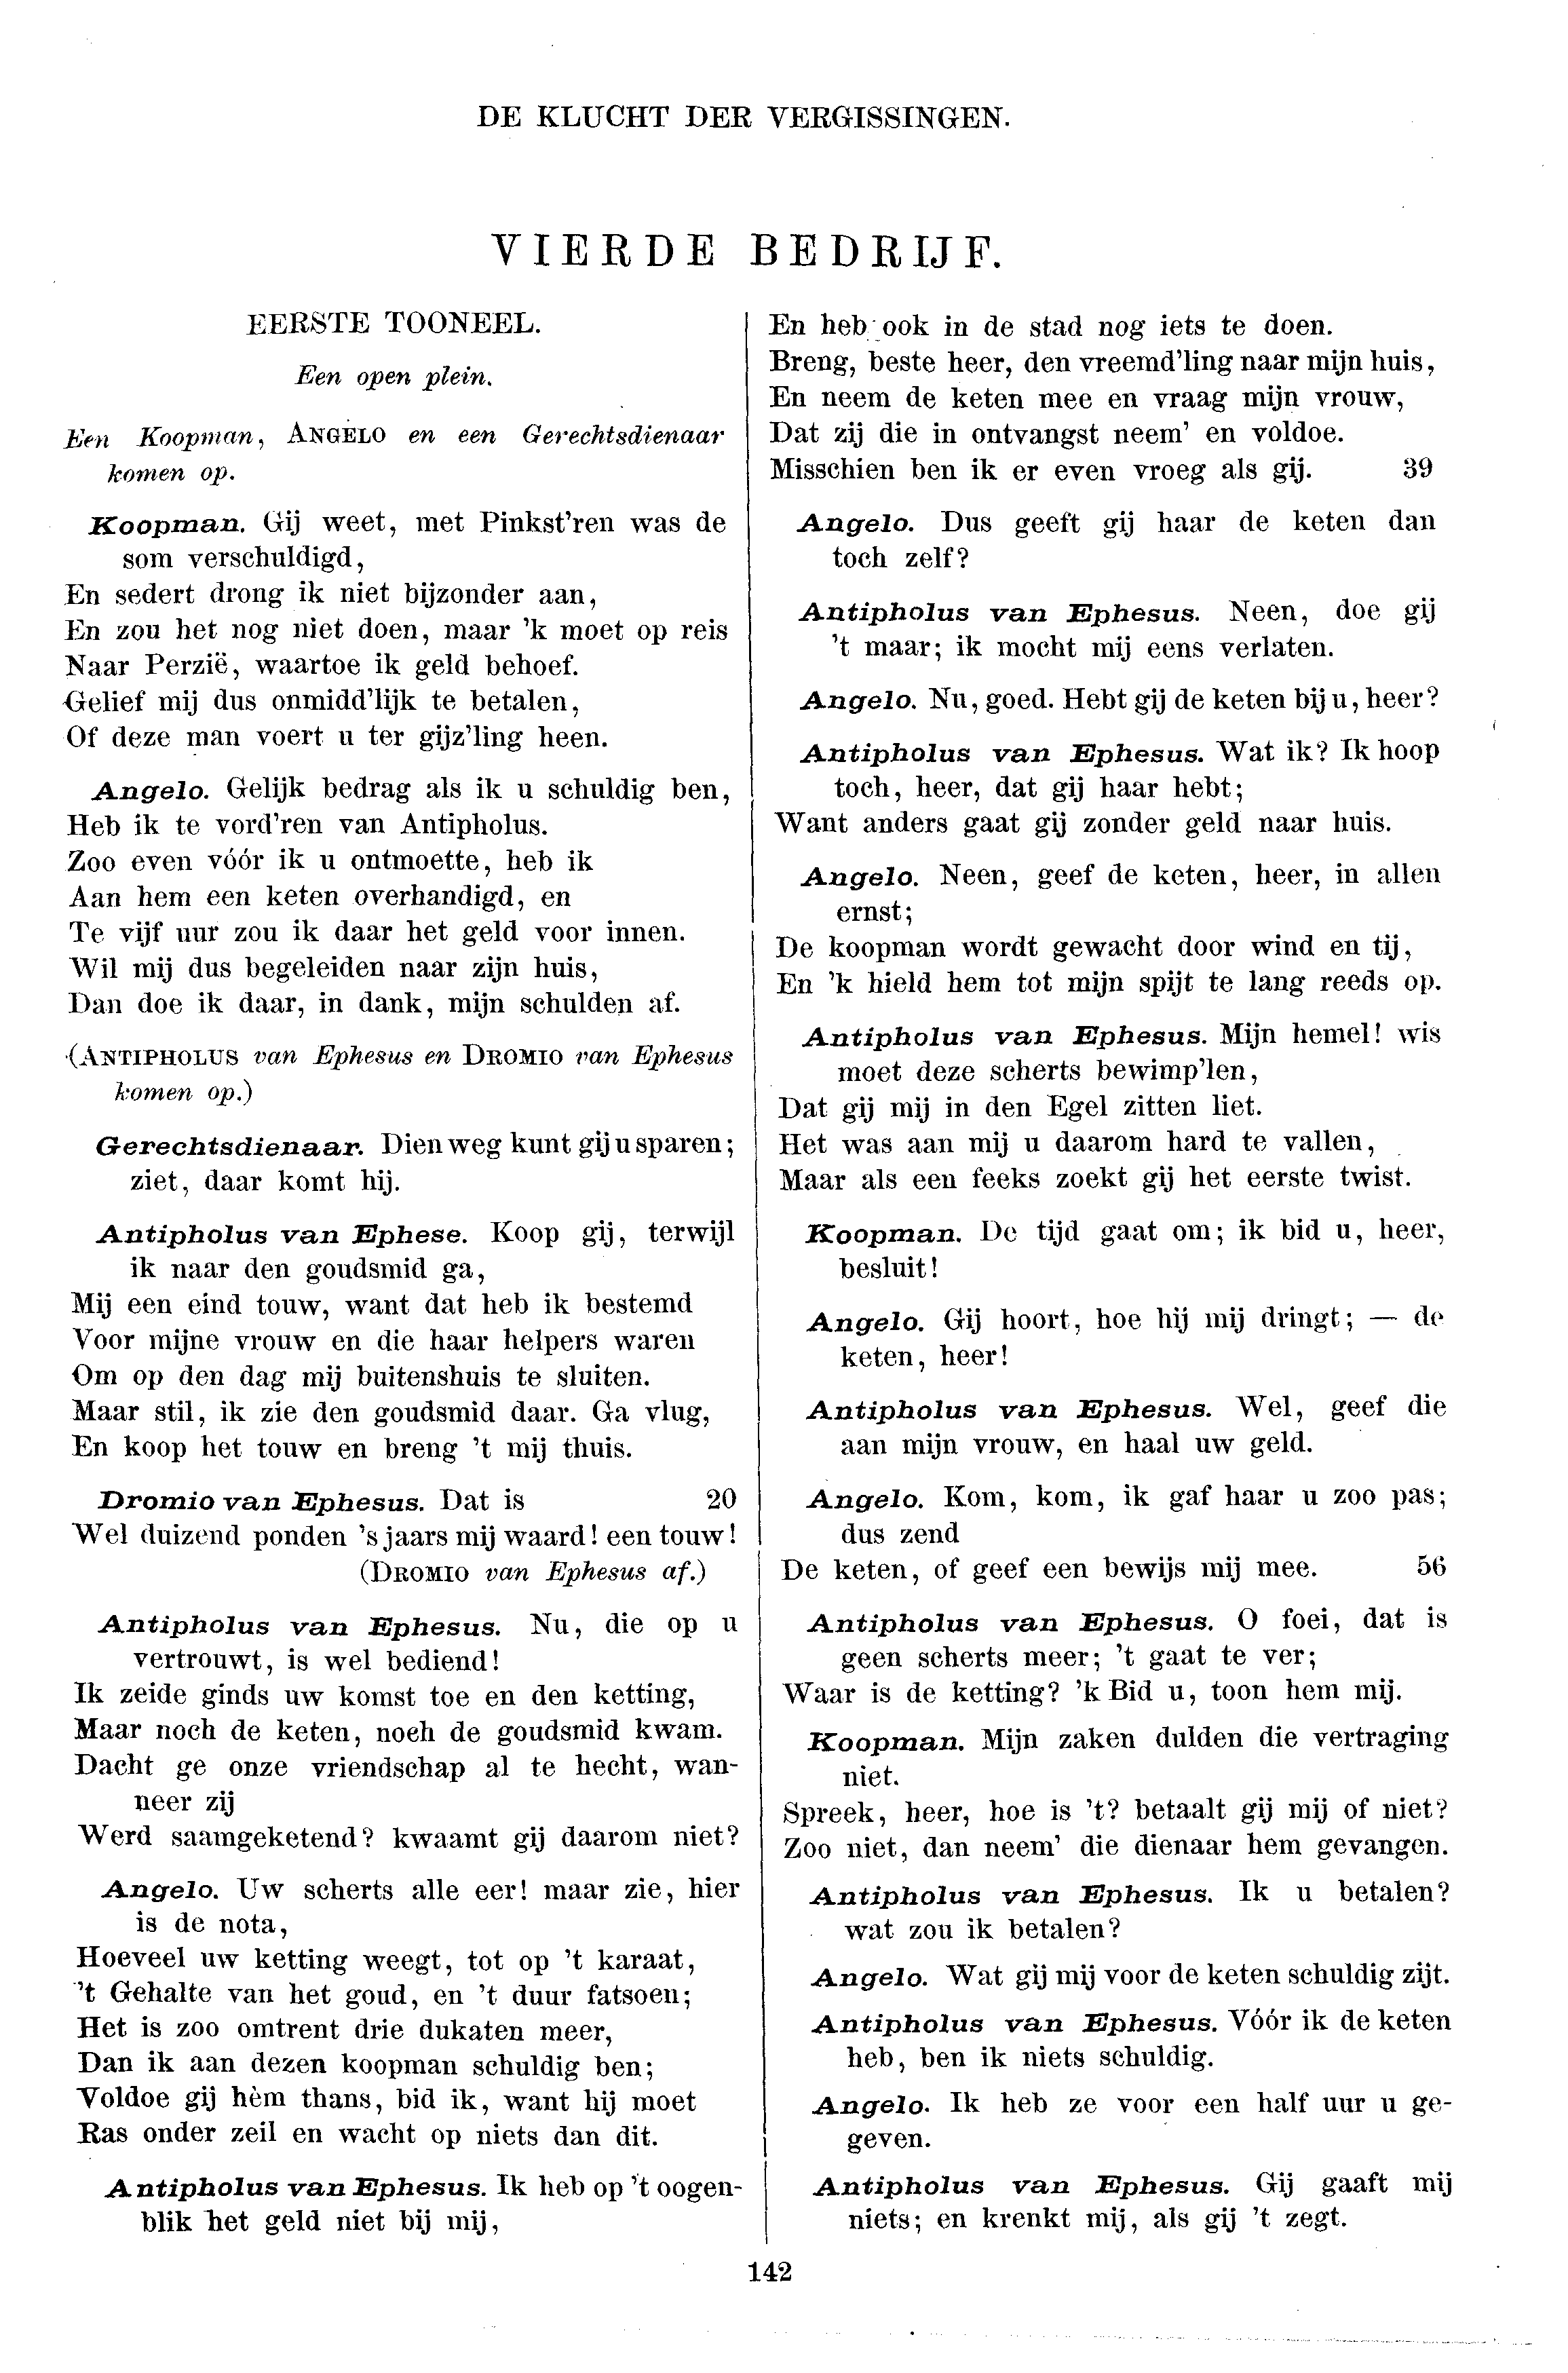 DE KLUCHT DER VERGISSINGEN.
VIERDE BEDRIJF.
EERSTE TOONEEL.
Een open plein.
Een Koopman, ANGELO en een Gerechtsdienaar
komen op.
Koopman. Gij weet, met Pinkst'ren was de
som verschuldigd,
En sedert drong ik niet bijzonder aan,
En zou het nog niet doen, maar 'k moet op reis
Naar Perzië, waartoe ik geld behoef.
Gelief mij dus onmidd'lijk te betalen,
Of deze man voert u ter gijz'ling heen.
Angelo. Gelijk bedrag als ik u schuldig ben,
Heb ik te vord'ren van Antipholus.
Zoo even vóór ik u ontmoette, heb ik
Aan hem een keten overhandigd, en
Te vijf uur zou ik daar het geld voor innen.
Wil mij dus begeleiden naar zijn huis,
Dan doe ik daar, in dank, mijn schulden af.
(ANTIPHOLUS van Ephesus en DROMIO van Ephesus
komen op.)
Gerechtsdienaar. Dien weg kunt gij u sparen;
ziet, daar komt hij.
Antipholus van Ephese. Koop gij, terwijl
ik naar den goudsmid ga,
Mij een eind touw, want dat heb ik bestemd
Voor mijne vrouw en die haar helpers waren
Om op den dag mij buitenshuis te sluiten.
Maar stil, ik zie den goudsmid daar. Ga vlug,
En koop het touw en breng 't mij thuis.
Dromio van Ephesus. Dat is 20
Wel duizend ponden 's jaars mij waard! een touw!
(DROMIO van Ephesus af.)
Antipholus van Ephesus. Nu, die op u
vertrouwt, is wel bediend!
Ik zeide ginds uw komst toe en den ketting,
Maar noch de keten, noch de goudsmid kwam.
Dacht ge onze vriendschap al te hecht, wan-
neer zij
Werd saamgeketend? kwaamt gij daarom niet?
Angelo. Uw scherts alle eer! maar zie, hier
is de nota,
Hoeveel uw ketting weegt, tot op 't karaat,
't Gehalte van het goud, en 't duur fatsoen;
Het is zoo omtrent drie dukaten meer,
Dan ik aan dezen koopman schuldig ben;
Voldoe gij hèm thans, bid ik, want hij moet
Ras onder zeil en wacht op niets dan dit.
Antipholus van Ephesus. Ik heb op 't oogen-
blik het geld niet bij mij,
En heb ook in de stad nog iets te doen.
Breng, beste heer, den vreemd'ling naar mijn huis,
En neem de keten mee en vraag mijn vrouw,
Dat zij die in ontvangst neem' en voldoe.
Misschien ben ik er even vroeg als gij. 39
Angelo. Dus geeft gij haar de keten dan
toch zelf?
Antipholus van Ephesus. Neen, doe gij
't maar; ik mocht mij eens verlaten.
Angelo. Nu, goed. Hebt gij de keten bij u, heer?
Antipholus van Ephesus. Wat ik? Ik hoop
toch, heer, dat gij haar hebt;
Want anders gaat gij zonder geld naar huis.
Angelo. Neen, geef de keten, heer, in allen
ernst;
De koopman wordt gewacht door wind en tij,
En 'k hield hem tot mijn spijt te lang reeds op.
Antipholus van Ephesus. Mijn hemel! wis
moet deze scherts bewimp'len,
Dat gij mij in den Egel zitten liet.
Het was aan mij u daarom hard te vallen,
Maar als een feeks zoekt gij het eerste twist.
Koopman. De tijd gaat om; ik bid u, heer,
besluit!
Angelo. Gij hoort, hoe hij mij dringt; — de
keten, heer!
Antipholus van Ephesus. Wel, geef die
aan mijn vrouw, en haal uw geld.
Angelo. Kom, kom, ik gaf haar u zoo pas;
dus zend
De keten, of geef een bewijs mij mee. 56
Antipholus van Ephesus. O foei, dat is
geen scherts meer; 't gaat te ver;
Waar is de ketting? 'k Bid u, toon hem mij.
Koopman. Mijn zaken dulden die vertraging
niet.
Spreek, heer, hoe is 't? betaalt gij mij of niet?
Zoo niet, dan neem' die dienaar hem gevangen.
Antipholus van Ephesus. Ik u betalen?
wat zou ik betalen?
Angelo. Wat gij mij voor de keten schuldig zijt.
Antipholus van Ephesus. Vóór ik de keten
heb, ben ik niets schuldig.
Angelo. Ik heb ze voor een half uur u ge-
geven.
Antipholus van Ephesus. Gij gaaft mij
niets; en krenkt mij, als gij 't zegt.
142